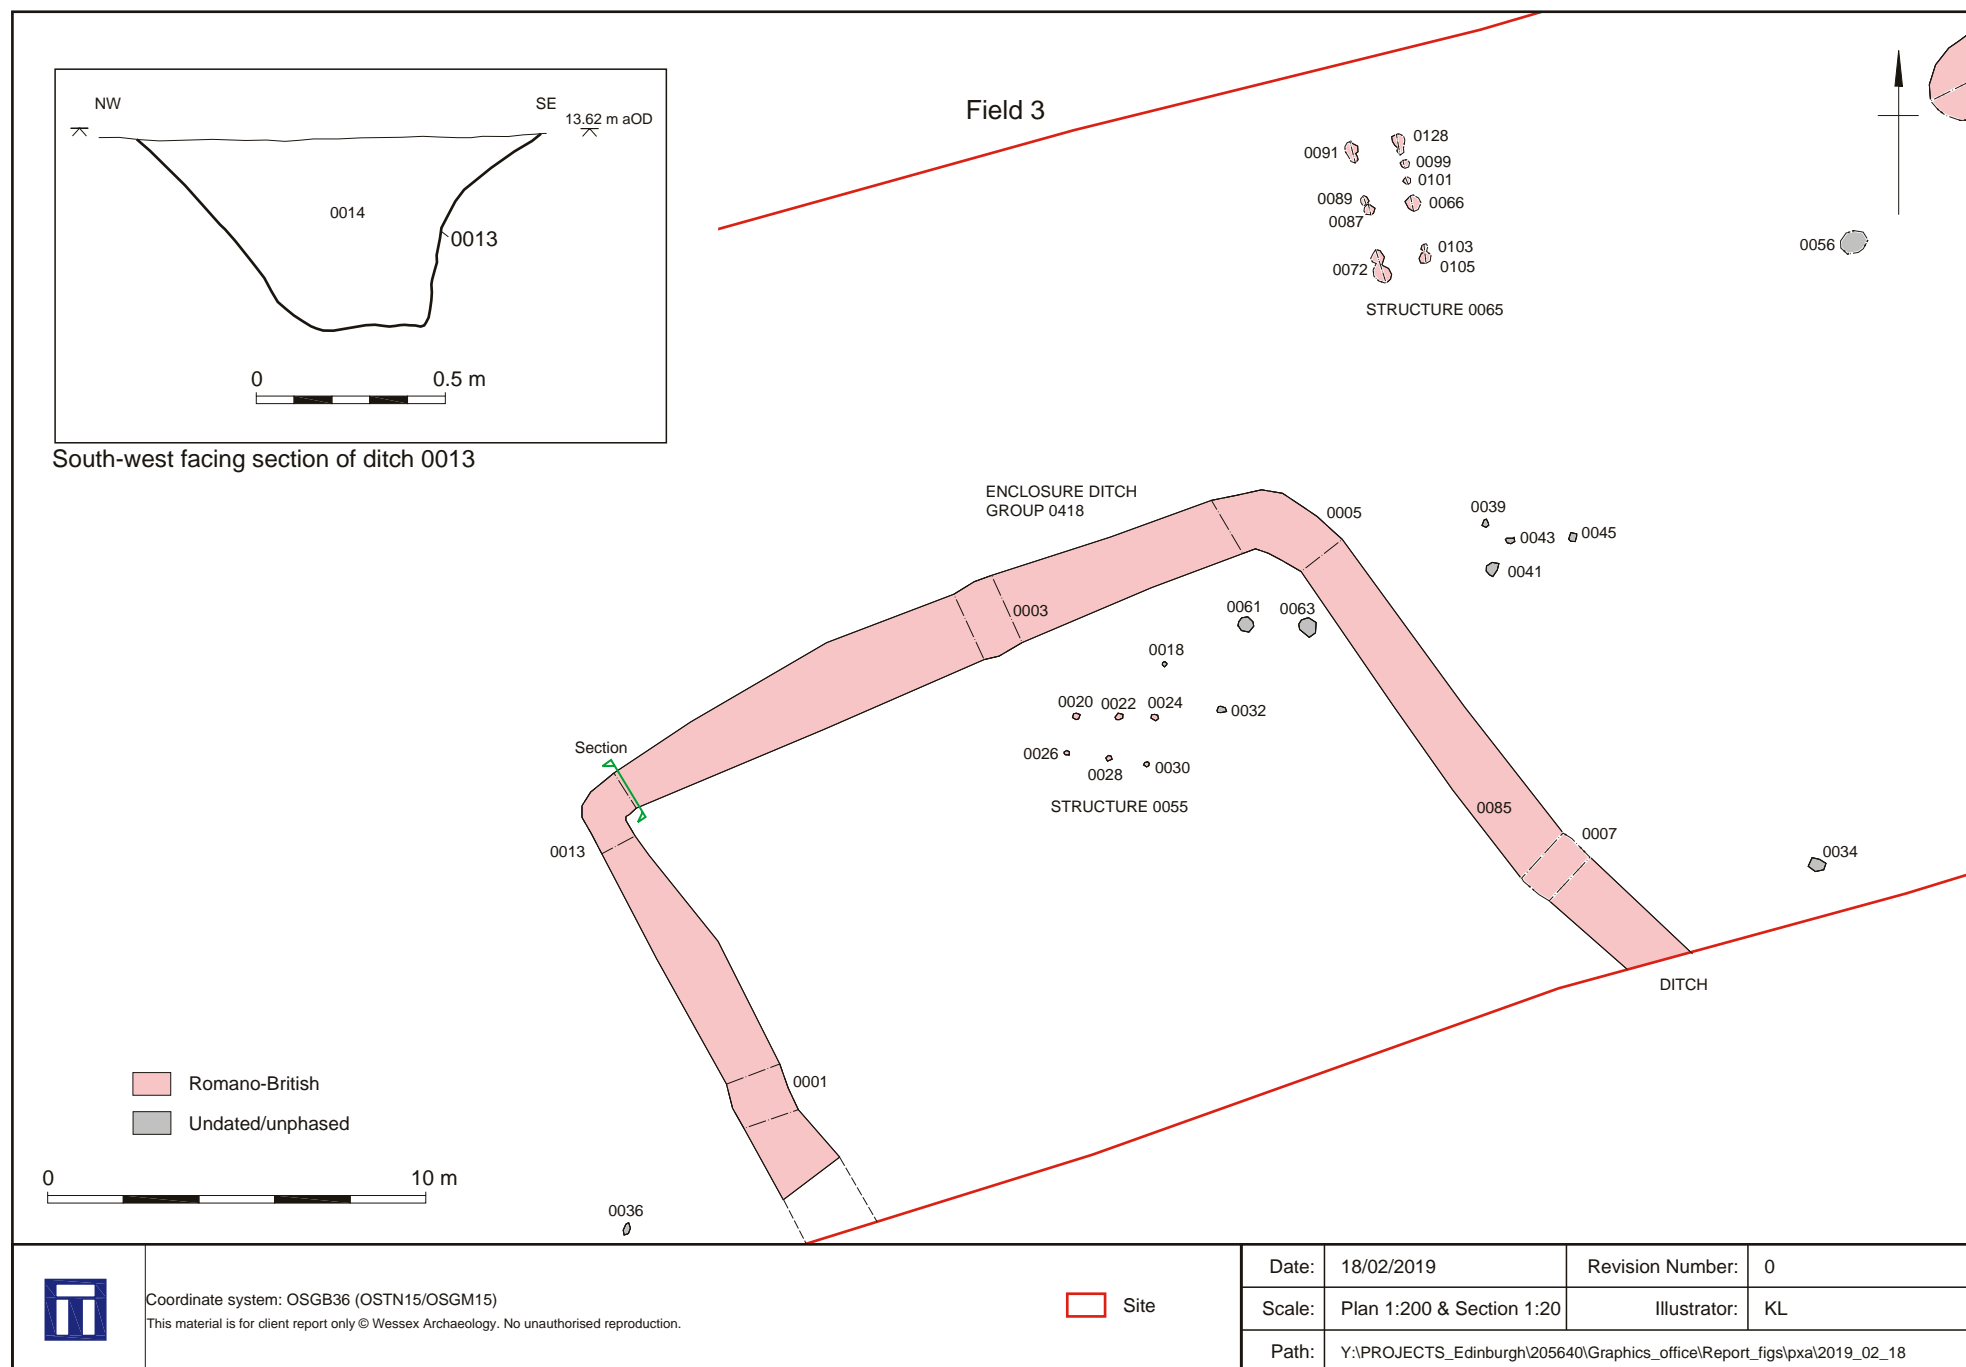 NW
SE
13.62 m aOD
0014
0013
0
0.5 m
South-west facing section of ditch 0013
Field 3
0091
0128
0099
0101
0089
0066
0087
0103
0072
0105
STRUCTURE 0065
0056
ENCLOSURE DITCH
GROUP 0418
0005
0039
0043
0045
0041
0003
0061
0063
0018
0020
0022
0024
0032
Section
0026
0028
0030
STRUCTURE 0055
0085
0007
0013
0034
DITCH
0001
Romano-British
Undated/unphased
0
10 m
0036
Coordinate system: OSGB36 (OSTN15/OSGM15)
This material is for client report only © Wessex Archaeology. No unauthorised reproduction.
Site
Date:
18/02/2019
Revision Number:
0
Scale:
Plan 1:200 & Section 1:20
Illustrator:
KL
Path:
Y:\PROJECTS_Edinburgh\205640\Graphics_office\Report_figs\pxa\2019_02_18